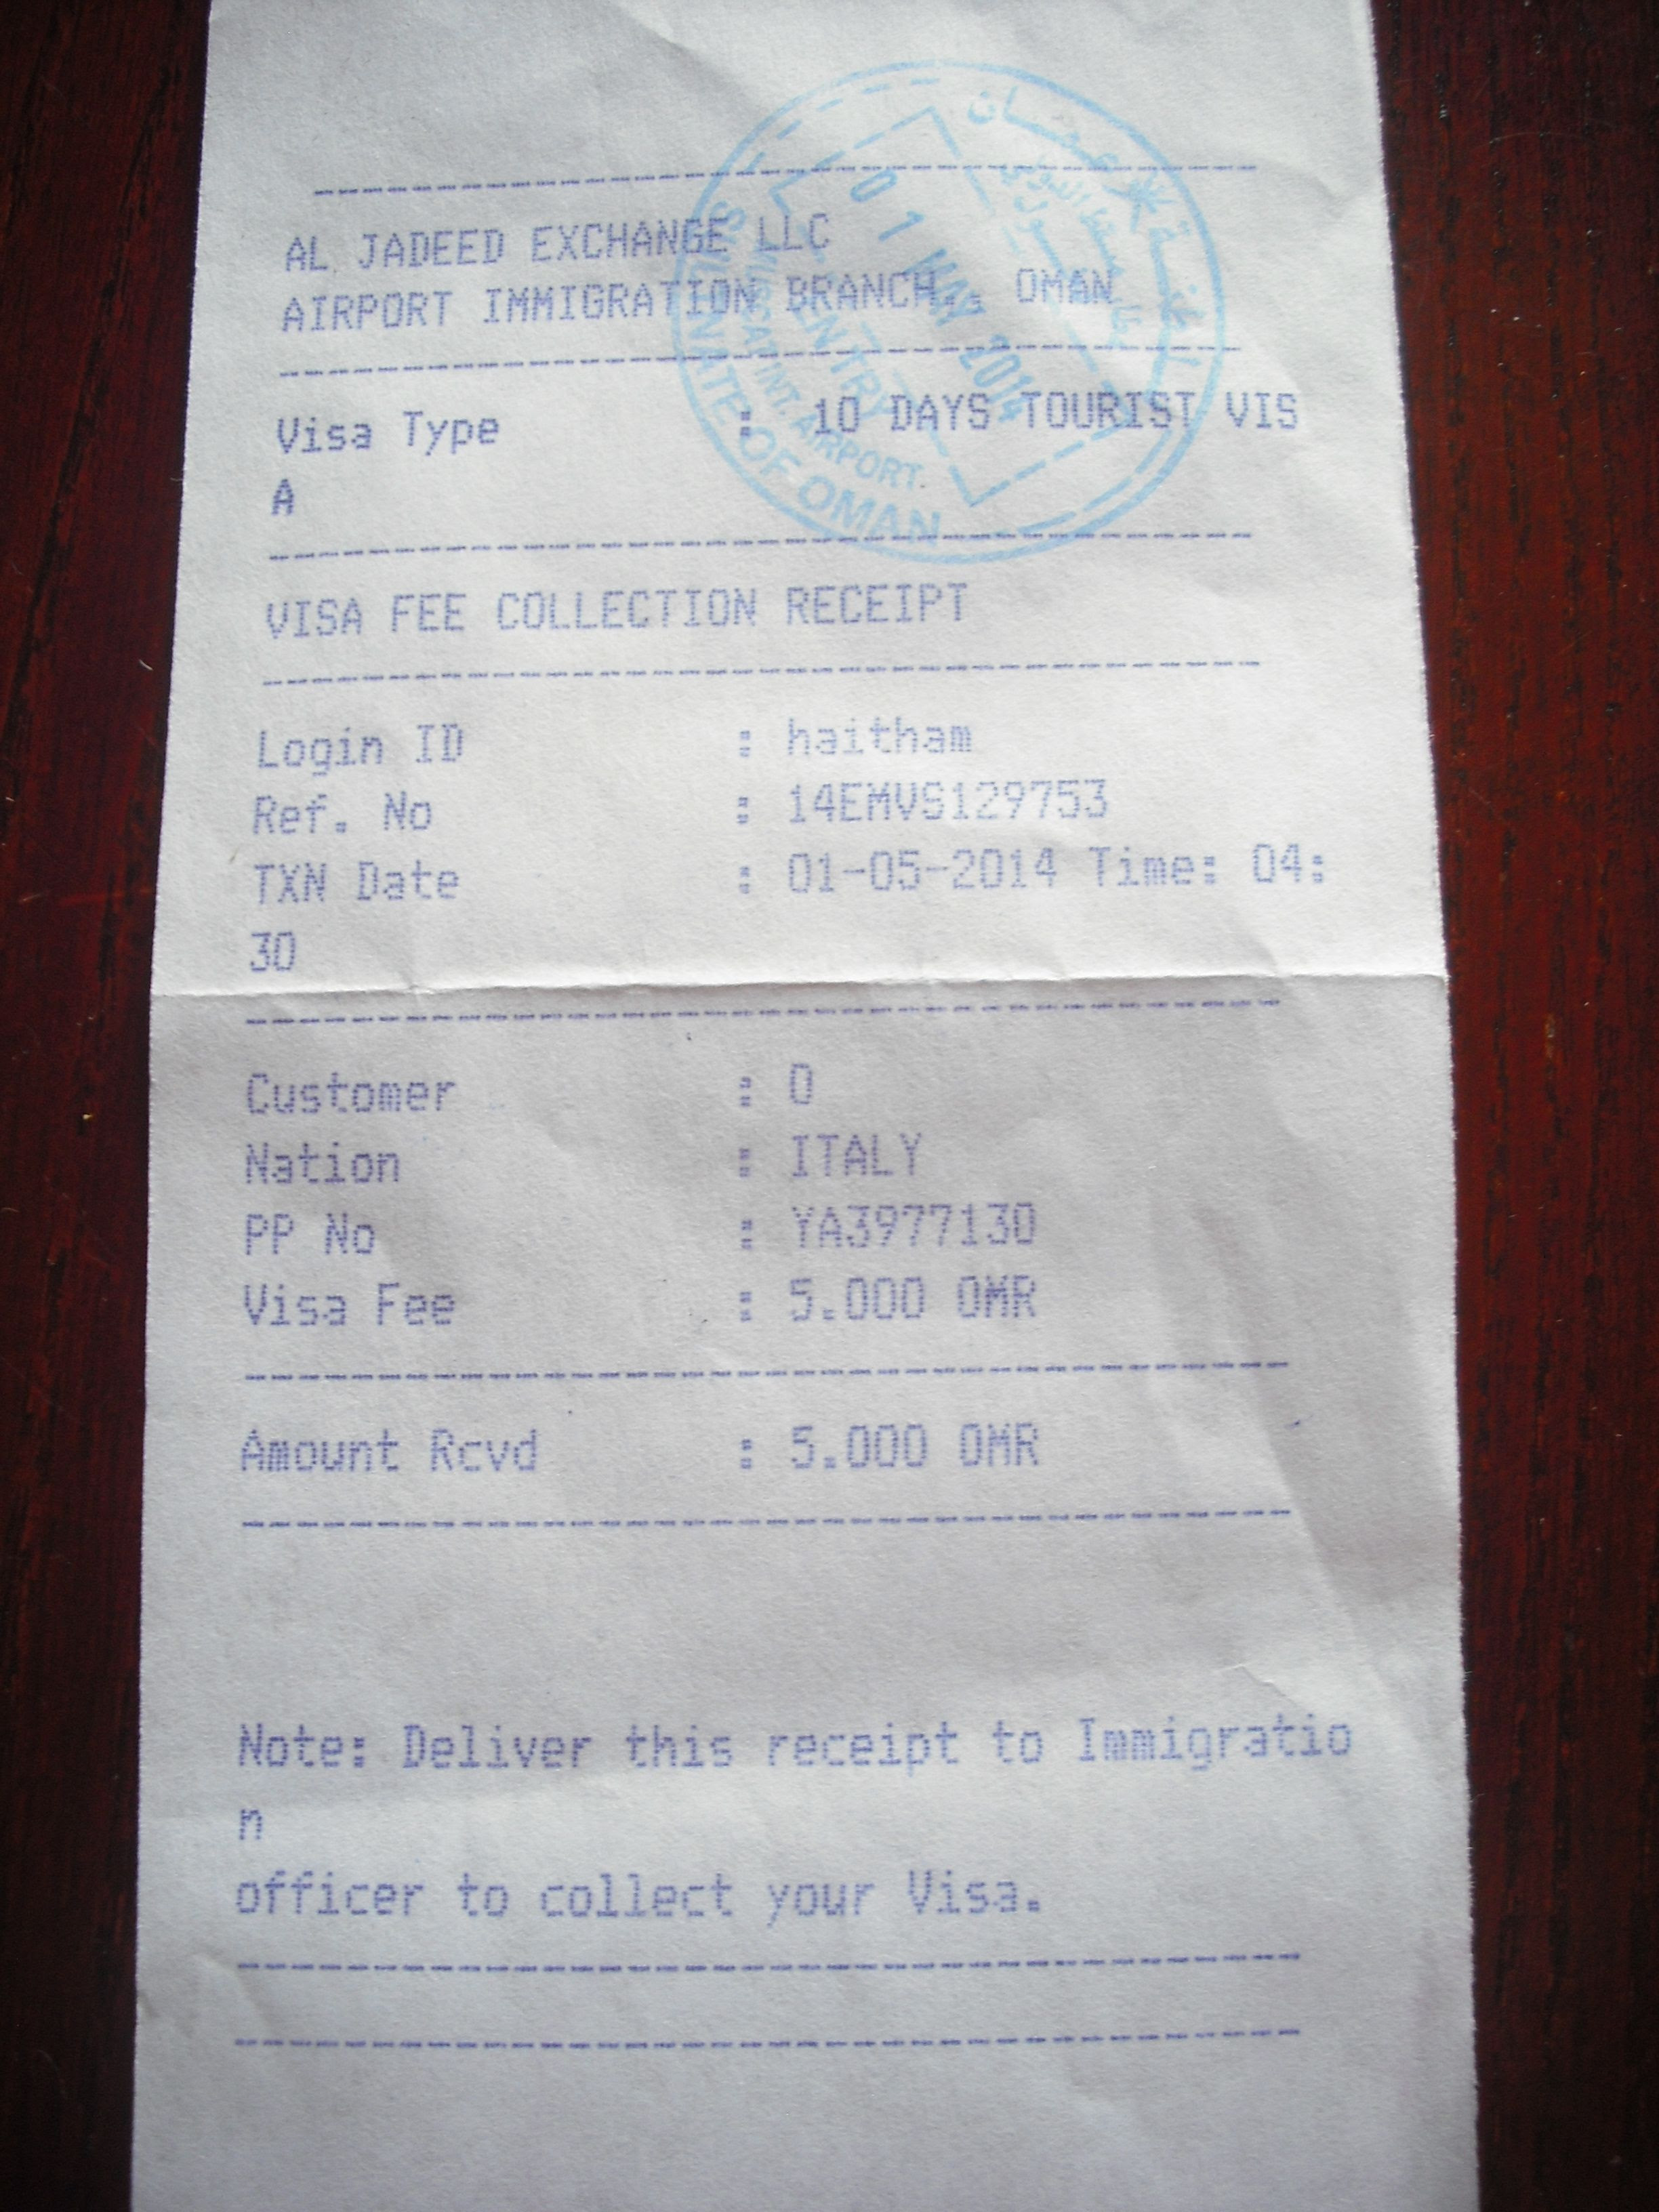 AL JADEED EXCHANGE LLC
AIRPORT IMMIGRATION BRANCH., OMAN
Visa Type : 10 DAYS TOURIST VIS
A
VISA FEE COLLECTION RECEIPT
Login ID : haitham
Ref. No : 14EMVS129753
TXN Date : 01-05-2014 Time: 04:
30
Customer : 0
Nation : ITALY
PP No : YA3977130
Visa Fee : 5.000 OMR
Amount Rcvd : 5.000 OMR
Note: Deliver this receipt to Immigratio
n
officer to collect your Visa.
01 MAY 2014
ENTRY
INT. AIRPORT.
OF OMAN